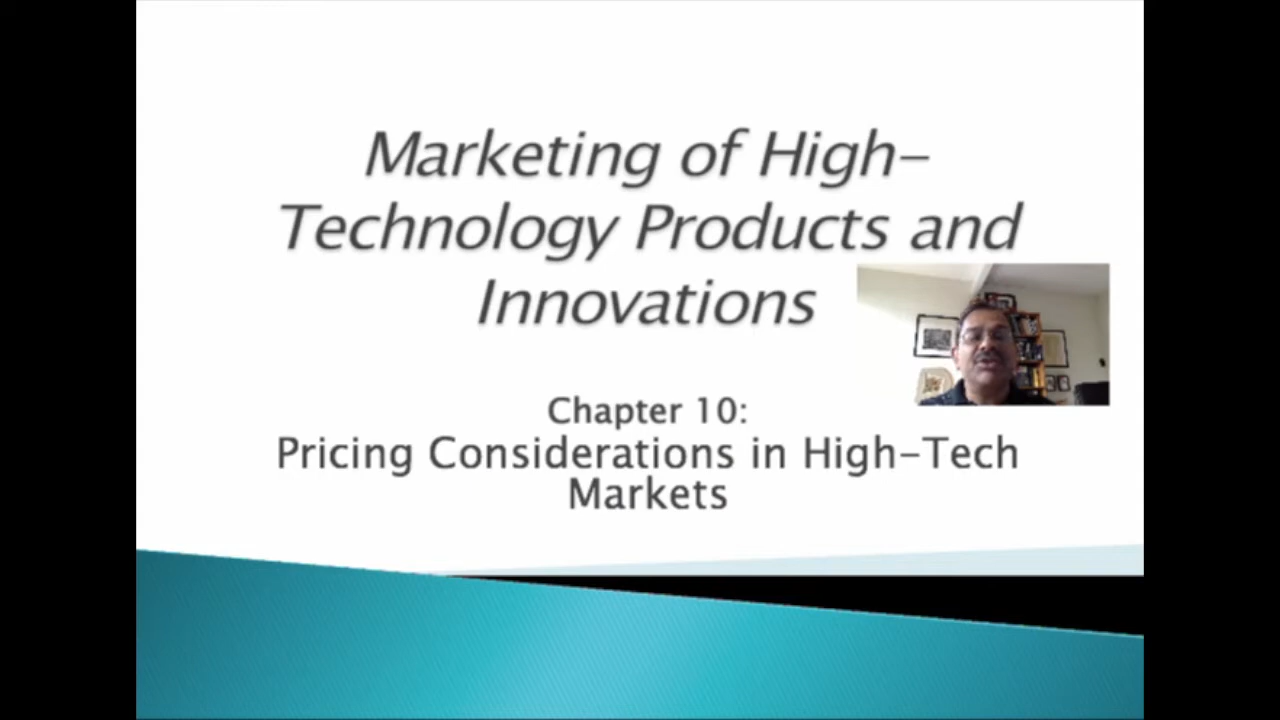 Marketing of High-
Technology Products and
Innovations
Chapter 10:
Pricing Considerations in High-Tech
Markets